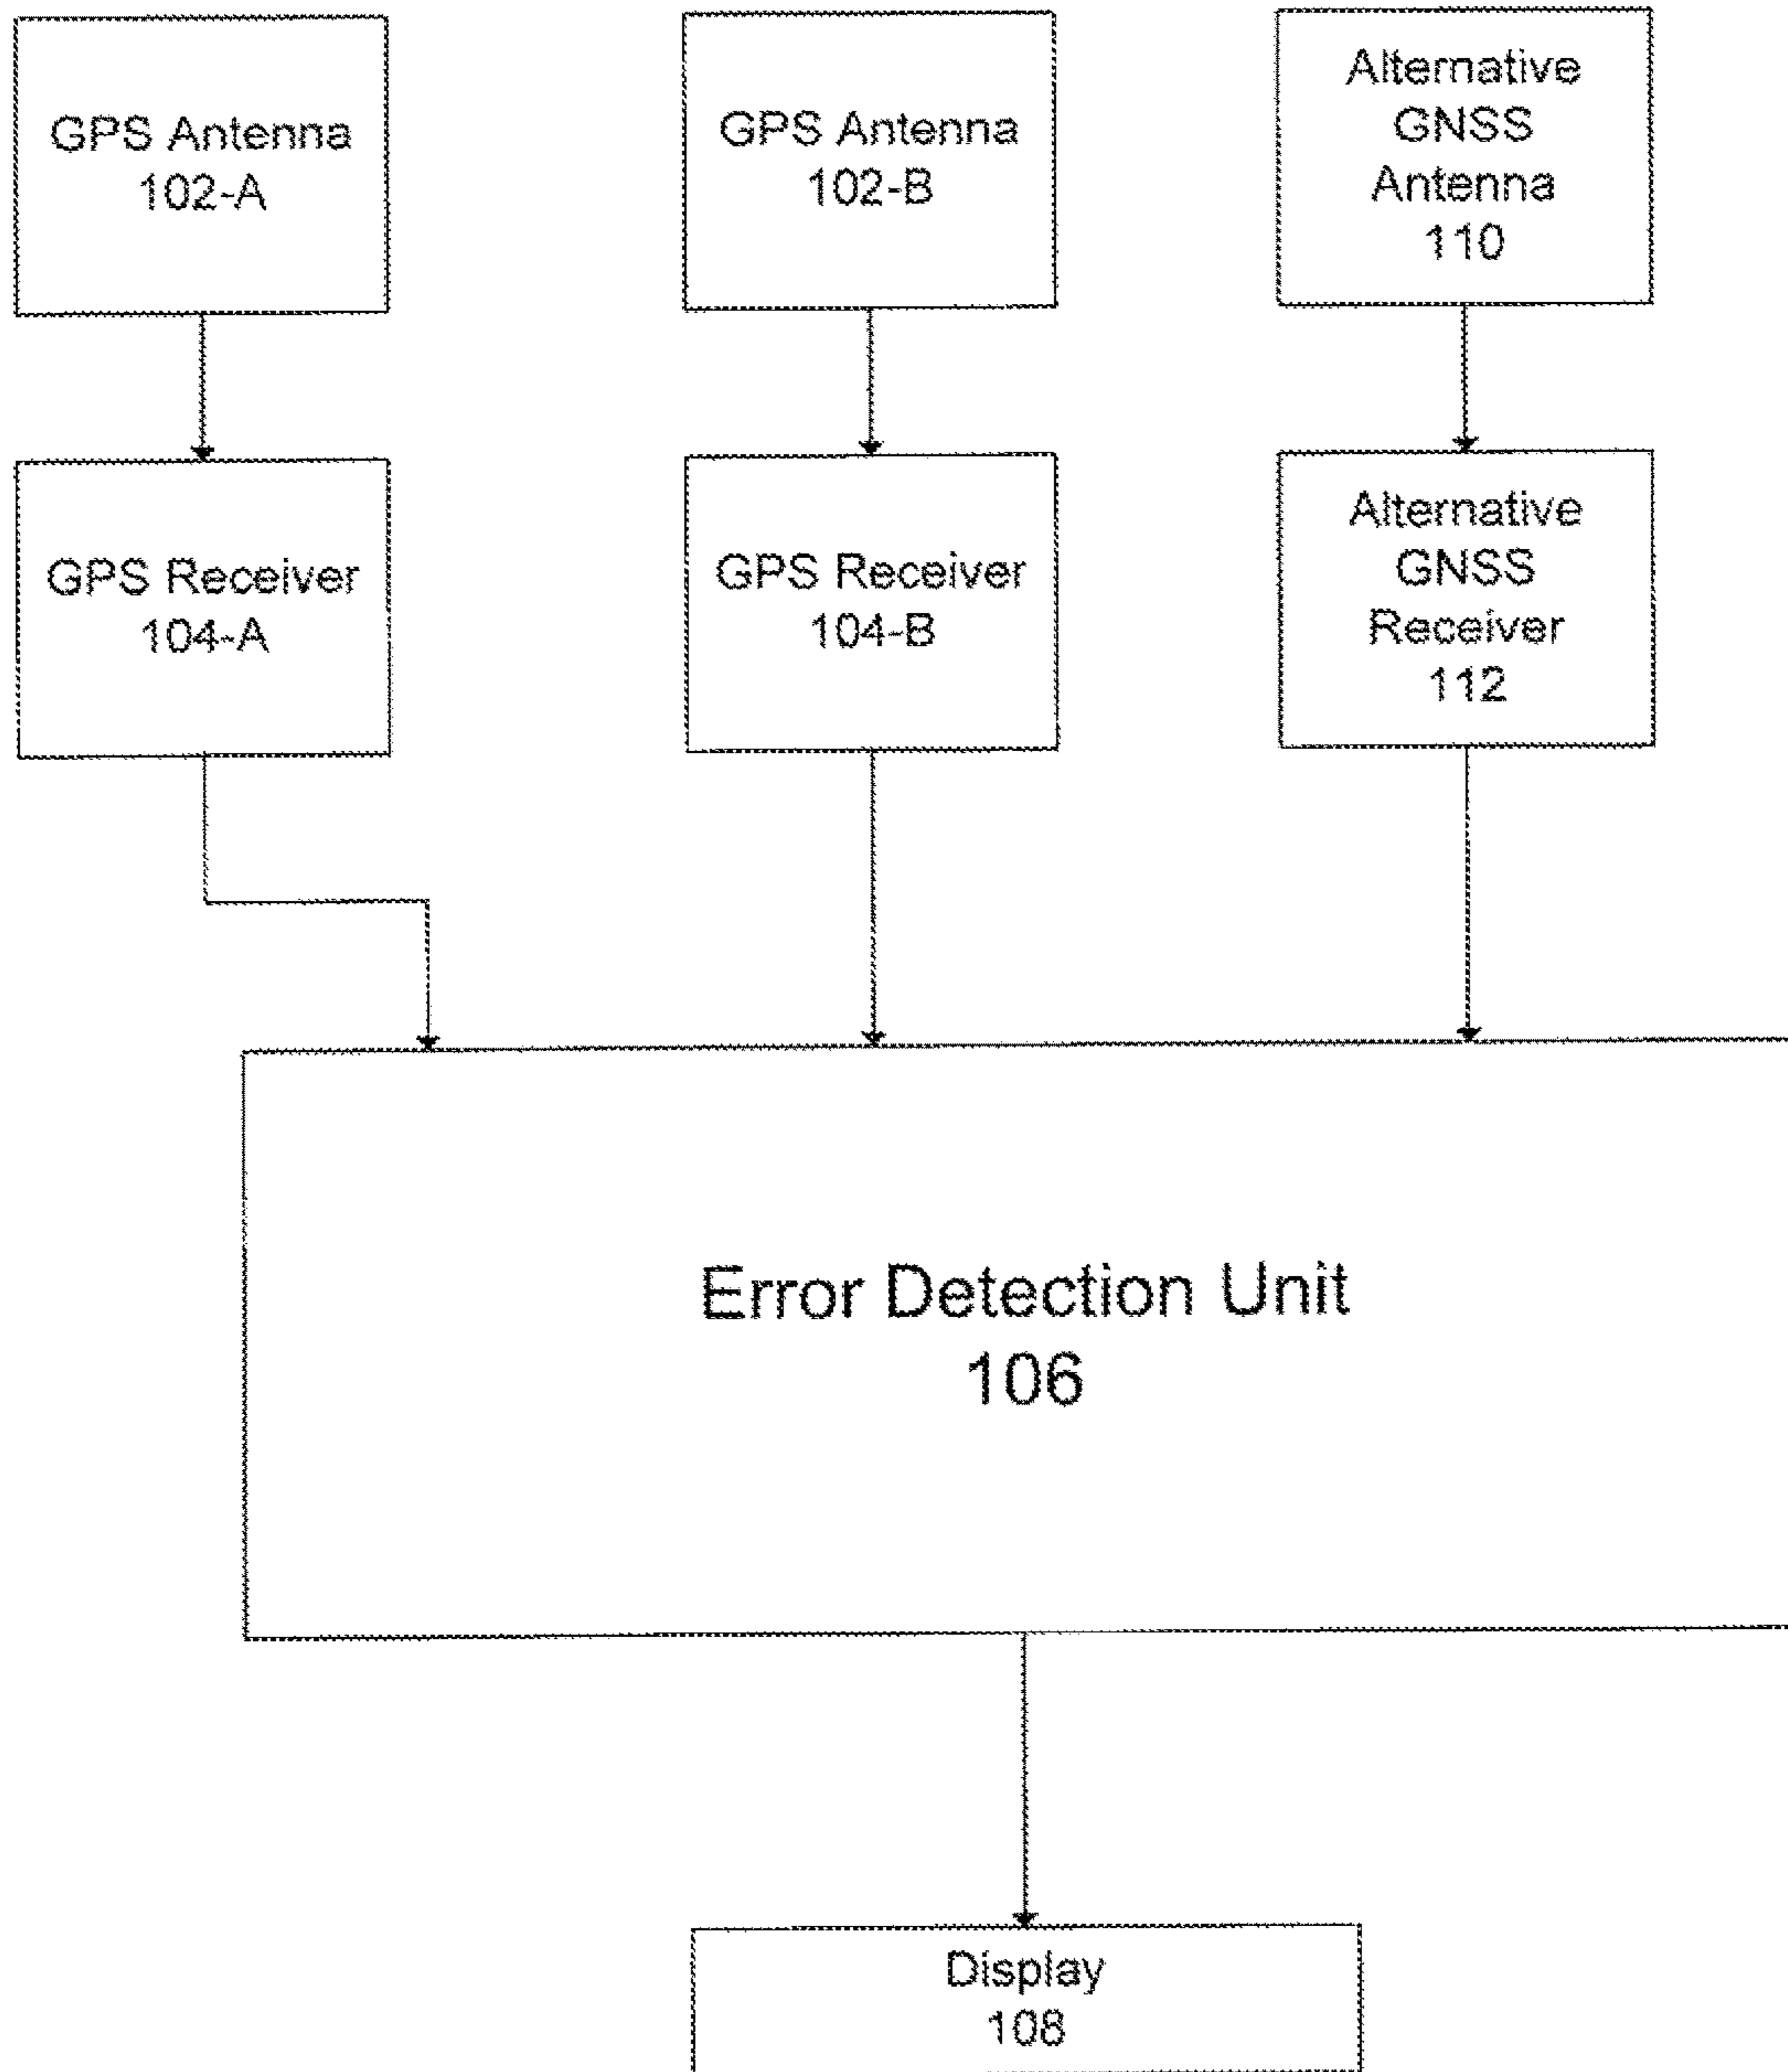 GPS Antenna
102-A
GPS Antenna
102-B
Alternative
GNSS
Antenna
110
GPS Receiver
104-A
GPS Receiver
104-B
Alternative
GNSS
Receiver
112
Error Detection Unit
106
Display
108